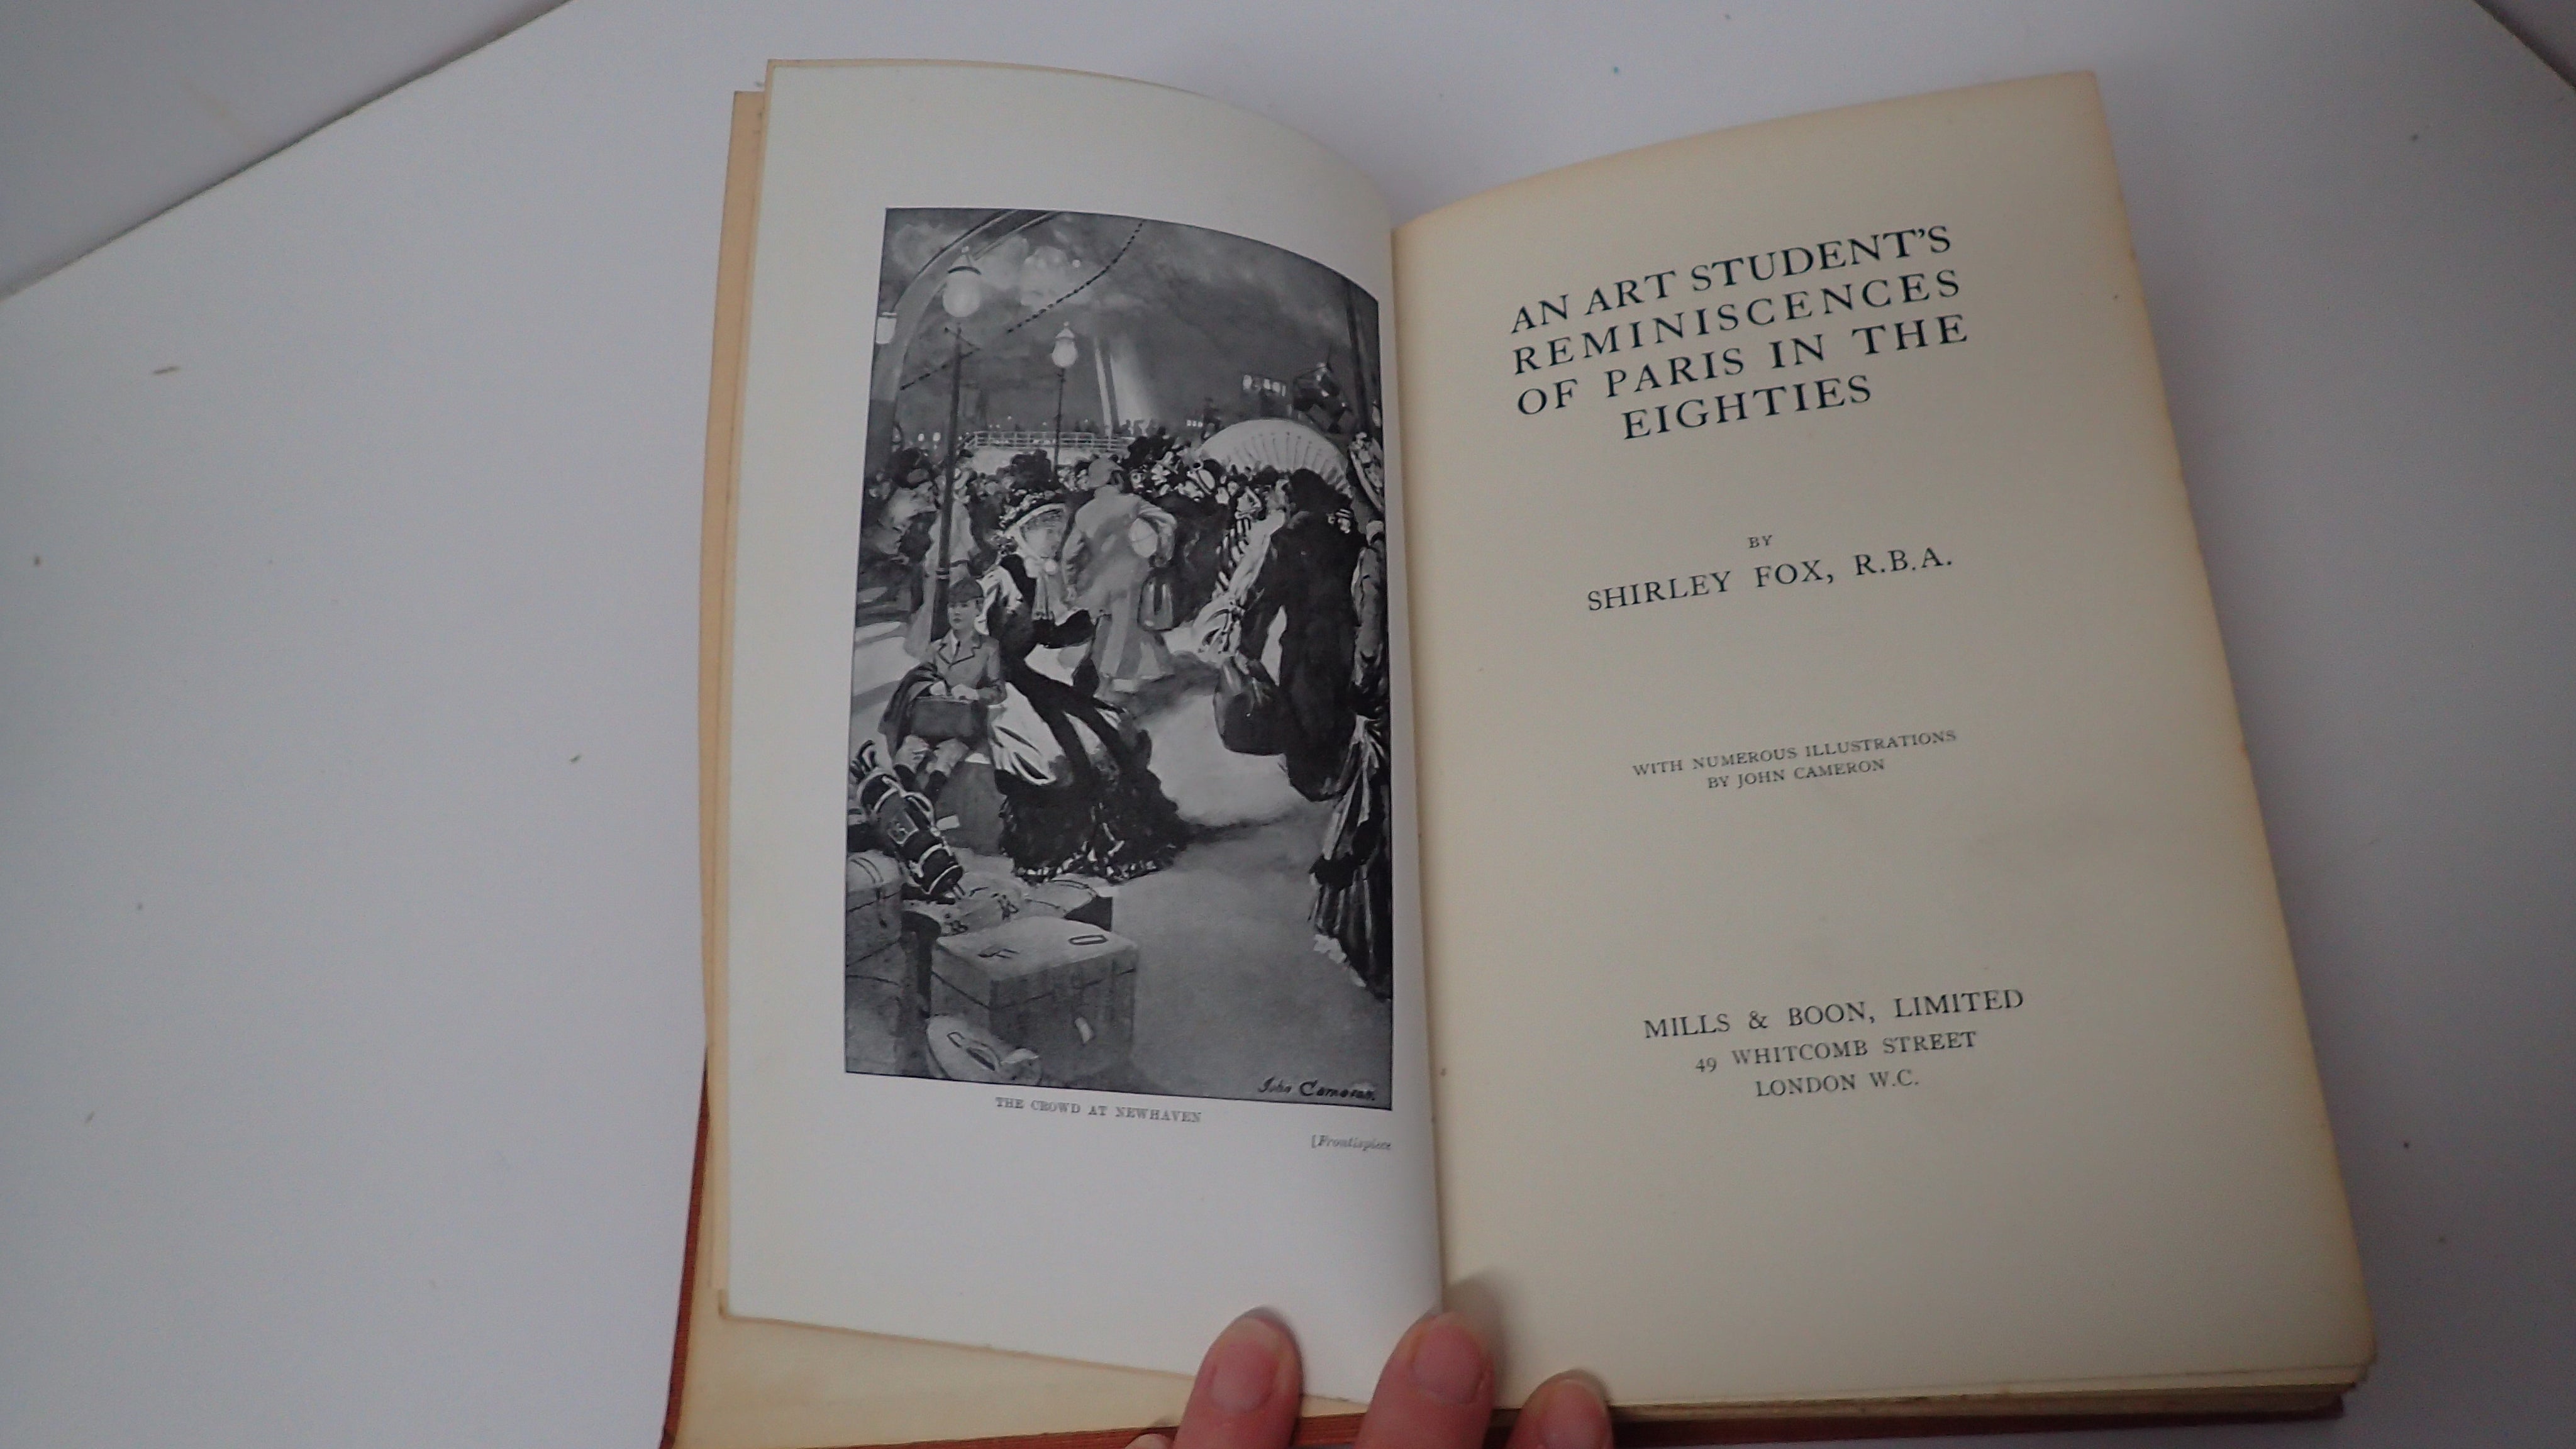 John Cameron.
THE CROWD AT NEWHAVEN
[Frontispiece
AN ART STUDENT'S
REMINISCENCES
OF PARIS IN THE
EIGHTIES
BY
SHIRLEY FOX, R.B.A.
WITH NUMEROUS ILLUSTRATIONS
BY JOHN CAMERON
MILLS & BOON, LIMITED
49 WHITCOMB STREET
LONDON W.C.